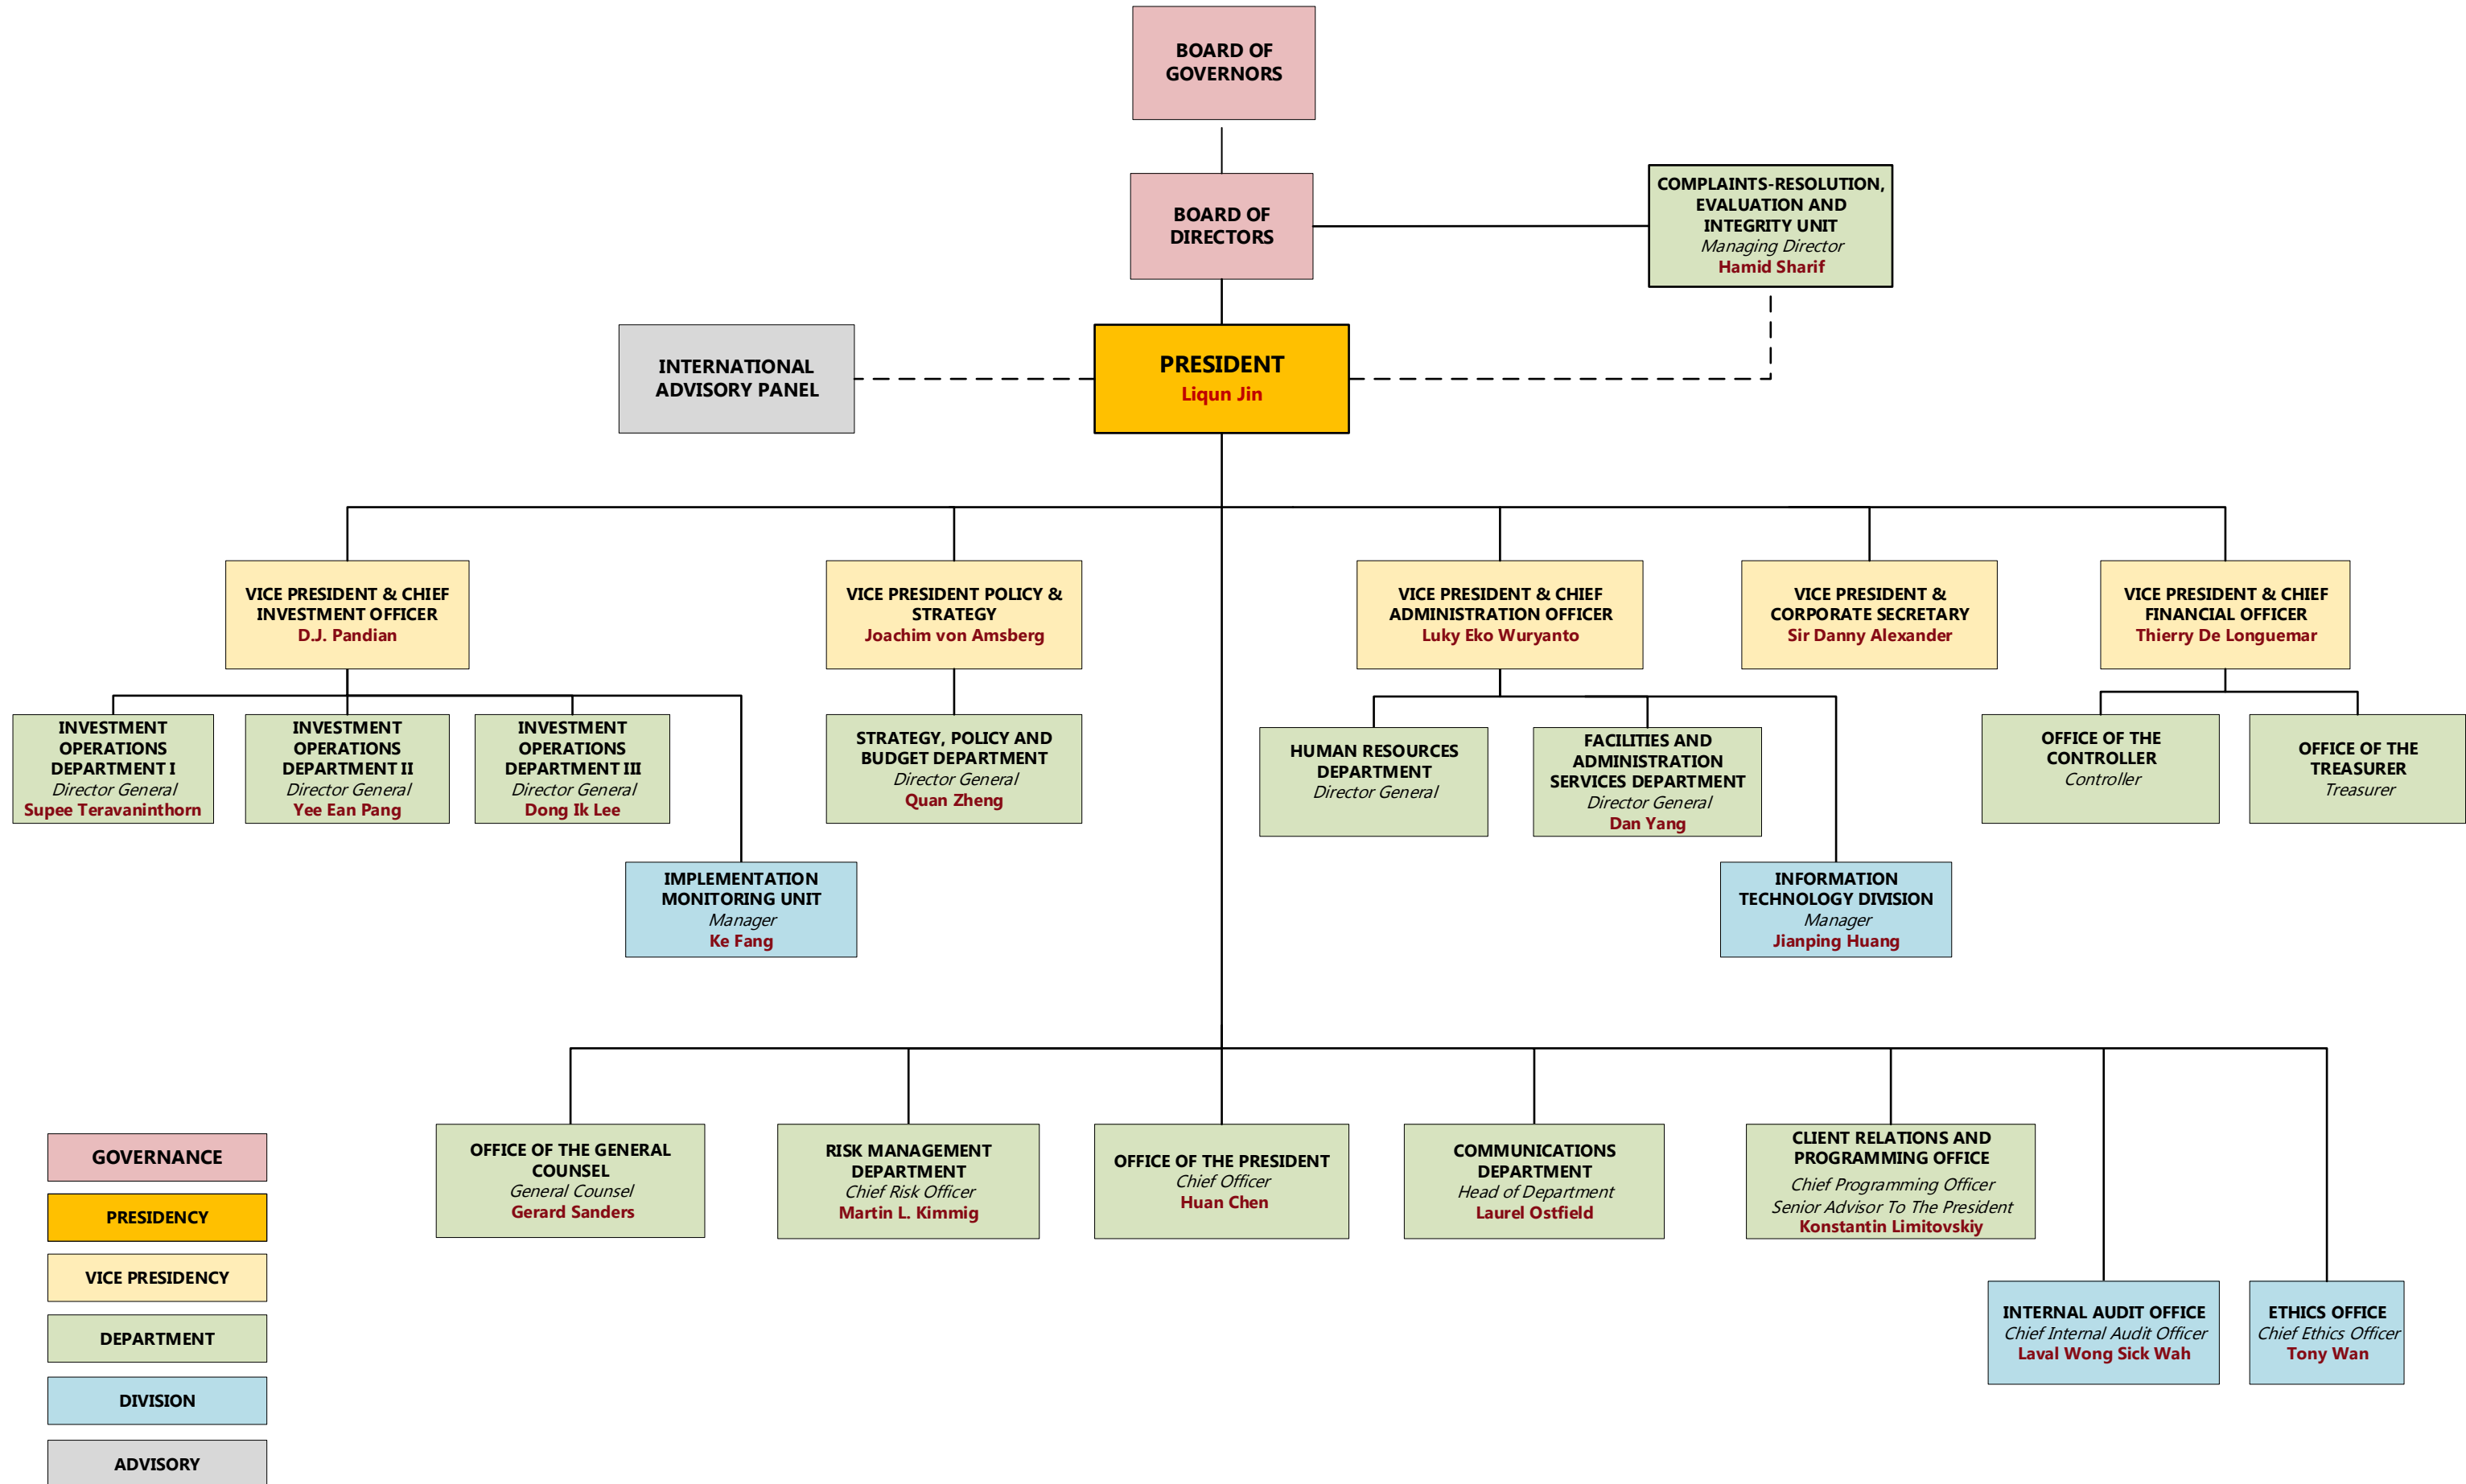 BOARD OF
GOVERNORS
BOARD OF
DIRECTORS
COMPLAINTS-RESOLUTION,
EVALUATION AND
INTEGRITY UNIT
Managing Director
Hamid Sharif
INTERNATIONAL
ADVISORY PANEL
PRESIDENT
Liqun Jin
VICE PRESIDENT & CHIEF
INVESTMENT OFFICER
D.J. Pandian
VICE PRESIDENT POLICY &
STRATEGY
Joachim von Amsberg
VICE PRESIDENT & CHIEF
ADMINISTRATION OFFICER
Luky Eko Wuryanto
VICE PRESIDENT &
CORPORATE SECRETARY
Sir Danny Alexander
VICE PRESIDENT & CHIEF
FINANCIAL OFFICER
Thierry De Longuemar
INVESTMENT
OPERATIONS
DEPARTMENT I
Director General
Supee Teravaninthorn
INVESTMENT
OPERATIONS
DEPARTMENT II
Director General
Yee Ean Pang
INVESTMENT
OPERATIONS
DEPARTMENT III
Director General
Dong Ik Lee
STRATEGY, POLICY AND
BUDGET DEPARTMENT
Director General
Quan Zheng
HUMAN RESOURCES
DEPARTMENT
Director General
FACILITIES AND
ADMINISTRATION
SERVICES DEPARTMENT
Director General
Dan Yang
OFFICE OF THE
CONTROLLER
Controller
OFFICE OF THE
TREASURER
Treasurer
IMPLEMENTATION
MONITORING UNIT
Manager
Ke Fang
INFORMATION
TECHNOLOGY DIVISION
Manager
Jianping Huang
OFFICE OF THE GENERAL
COUNSEL
General Counsel
Gerard Sanders
RISK MANAGEMENT
DEPARTMENT
Chief Risk Officer
Martin L. Kimmig
OFFICE OF THE PRESIDENT
Chief Officer
Huan Chen
COMMUNICATIONS
DEPARTMENT
Head of Department
Laurel Ostfield
CLIENT RELATIONS AND
PROGRAMMING OFFICE
Chief Programming Officer
Senior Advisor To The President
Konstantin Limitovskiy
INTERNAL AUDIT OFFICE
Chief Internal Audit Officer
Laval Wong Sick Wah
ETHICS OFFICE
Chief Ethics Officer
Tony Wan
GOVERNANCE
PRESIDENCY
VICE PRESIDENCY
DEPARTMENT
DIVISION
ADVISORY